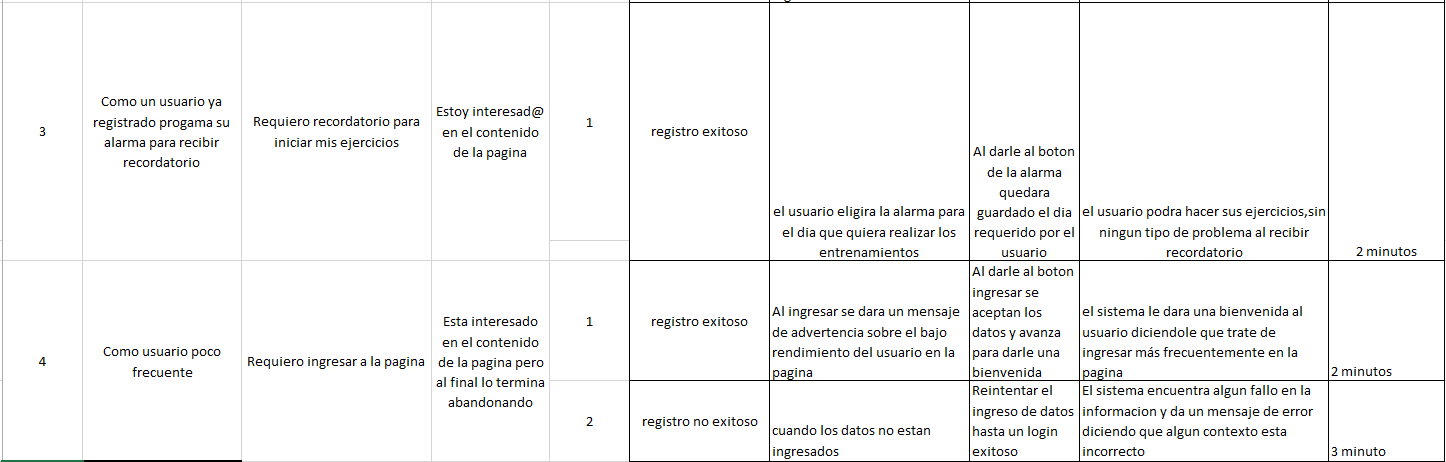 3
Como un usuario ya
registrado progama su
alarma para recibir
recordatorio
Requiero recordatorio para
iniciar mis ejercicios
Estoy interesad@
en el contenido
de la pagina
1
registro exitoso
el usuario eligira la alarma para
el dia que quiera realizar los
entrenamientos
Al darle al boton
de la alarma
quedara
guardado el dia
requerido por el
usuario
el usuario podra hacer sus ejercicios,sin
ningun tipo de problema al recibir
recordatorio
2 minutos
4
Como usuario poco
frecuente
Requiero ingresar a la pagina
Esta interesado
en el contenido
de la pagina pero
al final lo termina
abandonando
1
registro exitoso
Al ingresar se dara un mensaje
de advertencia sobre el bajo
rendimiento del usuario en la
pagina
Al darle al boton
ingresar se
aceptan los
datos y avanza
para darle una
bienvenida
el sistema le dara una bienvenida al
usuario diciendole que trate de
ingresar más frecuentemente en la
pagina
2 minutos
2
registro no exitoso
cuando los datos no estan
ingresados
Reintentar el
ingreso de datos
hasta un login
exitoso
El sistema encuentra algun fallo en la
informacion y da un mensaje de error
diciendo que algun contexto esta
incorrecto
3 minuto